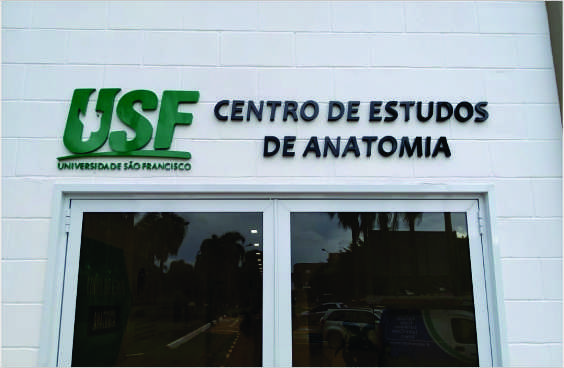 USF
UNIVERSIDADE SÃO FRANCISCO
CENTRO DE ESTUDOS
DE ANATOMIA